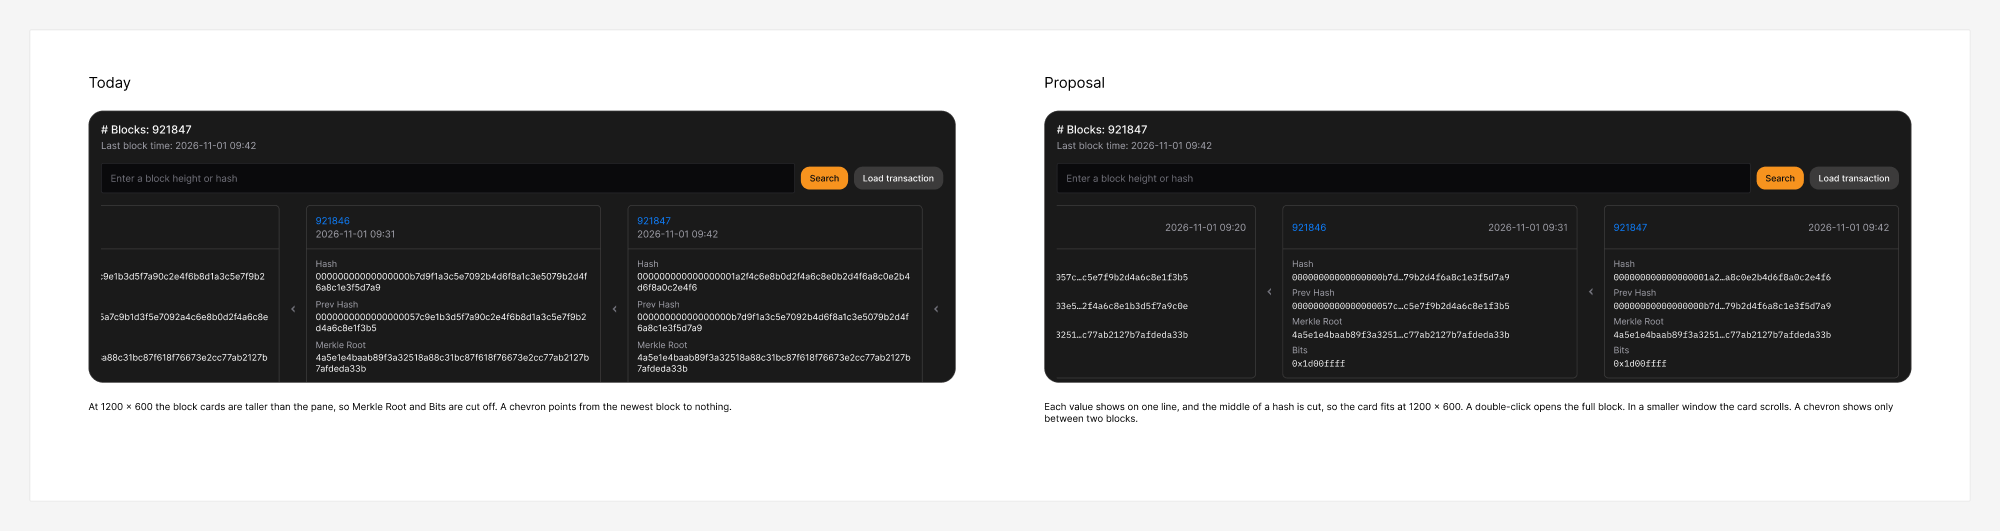 Today
# Blocks: 921847
Last block time: 2026-11-01 09:42
Enter a block height or hash
Search
Load transaction
:9e1b3d5f7a90c2e4f6b8d1a3c5e7f9b2
5a7c9b1d3f5e7092a4c6e8b0d2f4a6c8e
a88c31bc87f618f76673e2cc77ab2127b
921846
2026-11-01 09:31
Hash
00000000000000000b7d9f1a3c5e7092b4d6f8a1c3e5079b2d4f
6a8c1e3f5d7a9
Prev Hash
0000000000000000057c9e1b3d5f7a90c2e4f6b8d1a3c5e7f9b2
d4a6c8e1f3b5
Merkle Root
4a5e1e4baab89f3a32518a88c31bc87f618f76673e2cc77ab2127b
7afdeda33b
921847
2026-11-01 09:42
Hash
000000000000000001a2f4c6e8b0d2f4a6c8e0b2d4f6a8c0e2b4
d6f8a0c2e4f6
Prev Hash
00000000000000000b7d9f1a3c5e7092b4d6f8a1c3e5079b2d4f
6a8c1e3f5d7a9
Merkle Root
4a5e1e4baab89f3a32518a88c31bc87f618f76673e2cc77ab2127b
7afdeda33b
At 1200 × 600 the block cards are taller than the pane, so Merkle Root and Bits are cut off. A chevron points from the newest block to nothing.
Proposal
# Blocks: 921847
Last block time: 2026-11-01 09:42
Enter a block height or hash
Search
Load transaction
2026-11-01 09:20
057c…c5e7f9b2d4a6c8e1f3b5
03e5…2f4a6c8e1b3d5f7a9c0e
3251…c77ab2127b7afdeda33b
921846
2026-11-01 09:31
Hash
00000000000000000b7d…79b2d4f6a8c1e3f5d7a9
Prev Hash
0000000000000000057c…c5e7f9b2d4a6c8e1f3b5
Merkle Root
4a5e1e4baab89f3a3251…c77ab2127b7afdeda33b
Bits
0x1d00ffff
921847
2026-11-01 09:42
Hash
000000000000000001a2…a8c0e2b4d6f8a0c2e4f6
Prev Hash
00000000000000000b7d…79b2d4f6a8c1e3f5d7a9
Merkle Root
4a5e1e4baab89f3a3251…c77ab2127b7afdeda33b
Bits
0x1d00ffff
Each value shows on one line, and the middle of a hash is cut, so the card fits at 1200 × 600. A double-click opens the full block. In a smaller window the card scrolls. A chevron shows only
between two blocks.